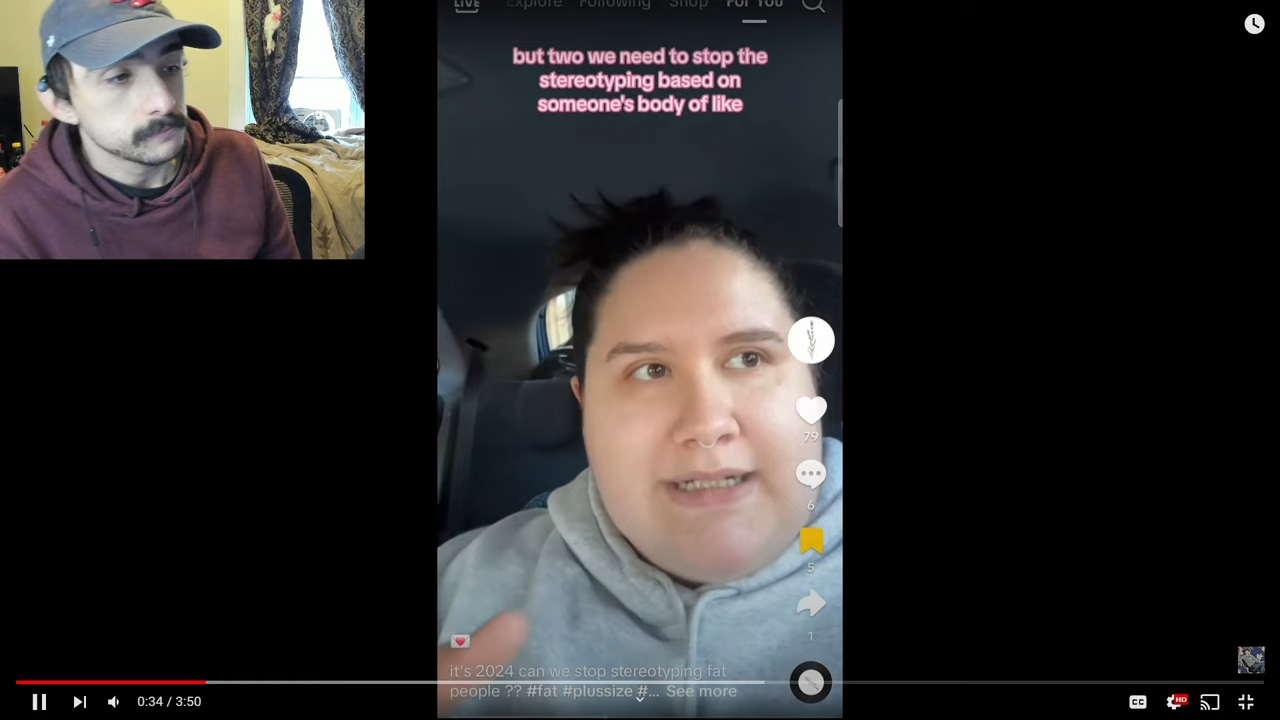 LIVE
Explore Following Shop For You
but two we need to stop the
stereotyping based on
someone's body of like
79
6
5
1
it's 2024 can we stop stereotyping fat
people ?? #fat #plussize #... See more
0:34 / 3:50
CC
HD